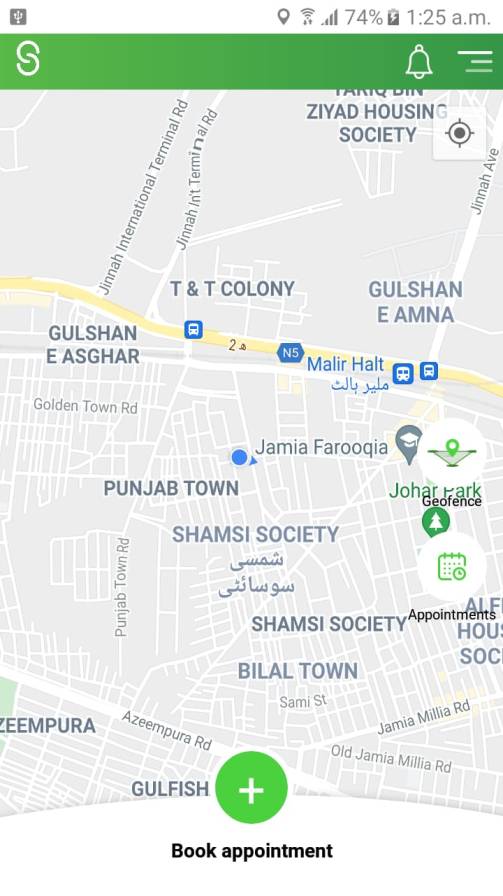 74% 1:25 a.m.
TARIQ BIN
ZIYAD HOUSING
SOCIETY
Jinnah International Terminal Rd
Jinnah Int'l Terminal Rd
Jinnah Ave
T & T COLONY
GULSHAN
E AMNA
GULSHAN
E ASGHAR
2 ھ
N5
Malir Halt
ملیر ہالٹ
Golden Town Rd
Jamia Farooqia
PUNJAB TOWN
Johar Park
Geofence
SHAMSI SOCIETY
شمسی
سوسائٹی
Punjab Town Rd
Appointments
SHAMSI SOCIETY
BILAL TOWN
Sami St
Jamia Millia Rd
AZEEMPURA
Azeempura Rd
Old Jamia Millia Rd
GULFISH
+
Book appointment